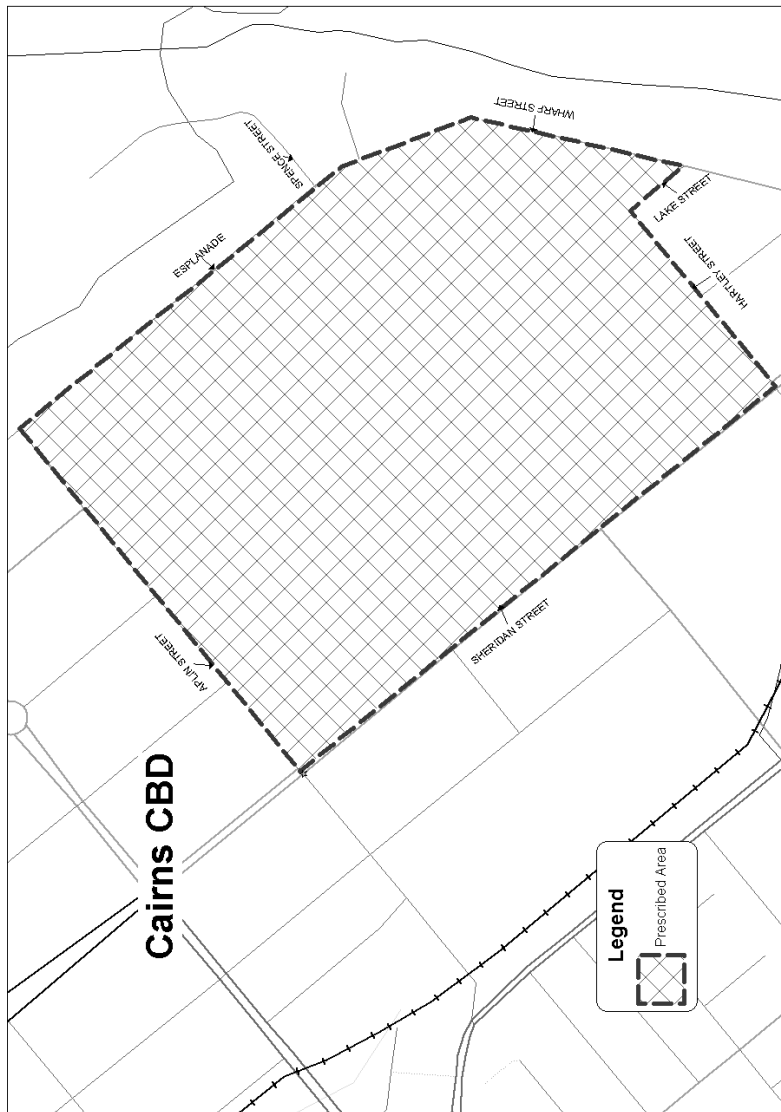 Cairns CBD
APLIN STREET
ESPLANADE
SPENCE STREET
WHARF STREET
LAKE STREET
HARTLEY STREET
SHERIDAN STREET
Legend
Prescribed Area